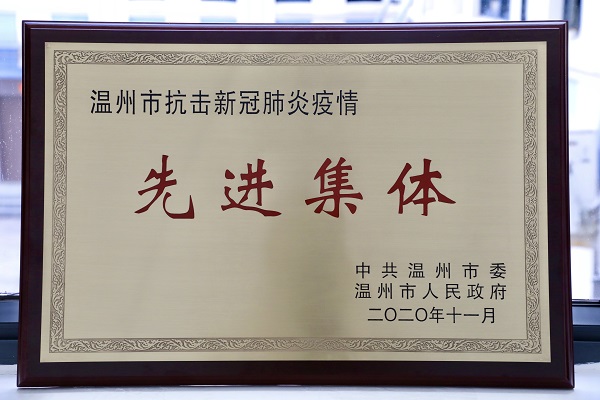 温州市抗击新冠肺炎疫情
先进集体
中共温州市委
温州市人民政府
二〇二〇年十一月